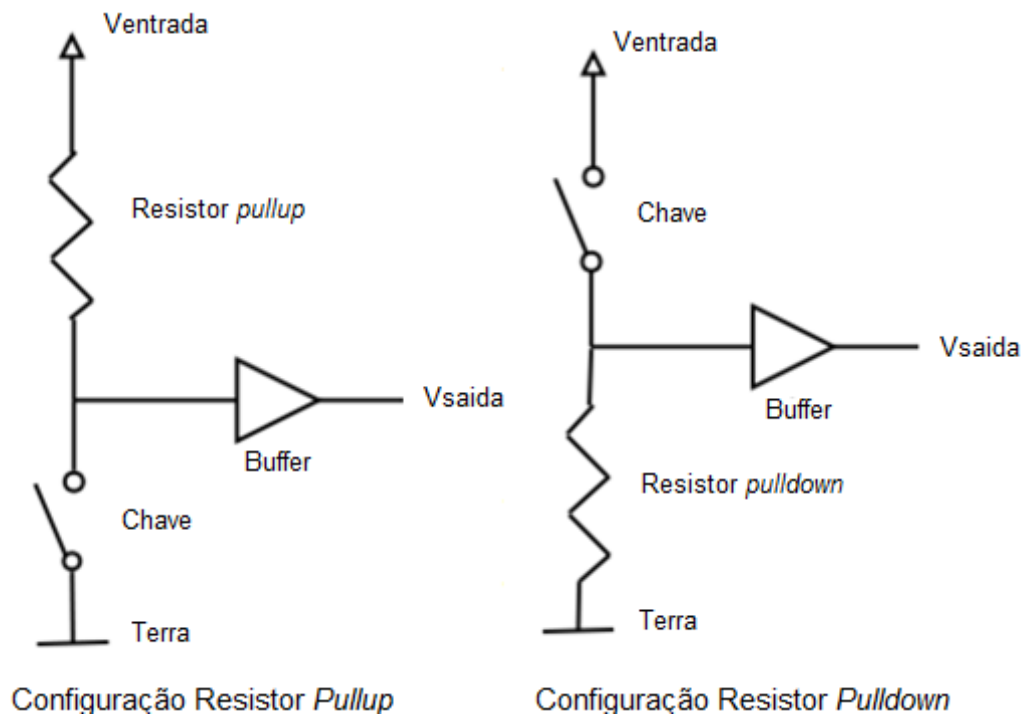 Ventrada
Resistor pullup
Vsaida
Buffer
Chave
Terra
Configuração Resistor Pullup
Ventrada
Chave
Vsaida
Buffer
Resistor pulldown
Terra
Configuração Resistor Pulldown